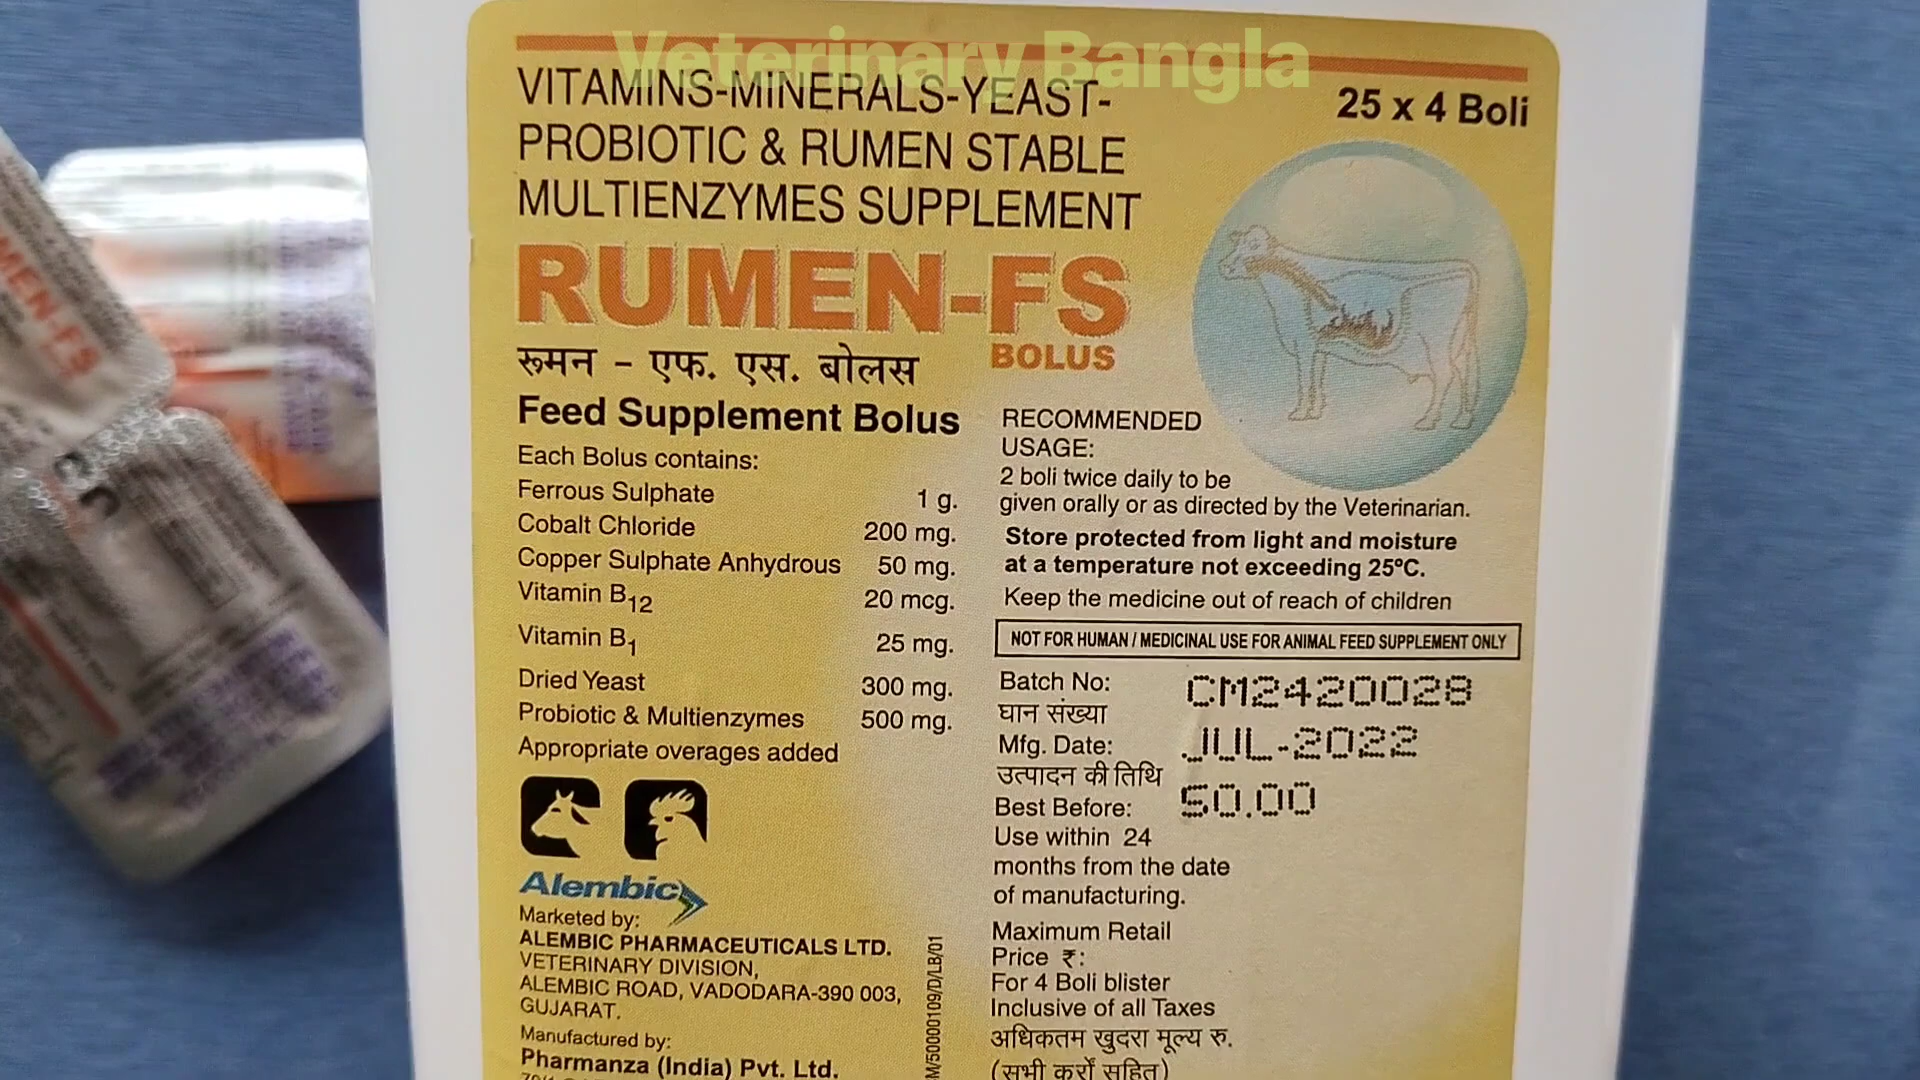 Veterinary Bangla
VITAMINS-MINERALS-YEAST-
PROBIOTIC & RUMEN STABLE
MULTIENZYMES SUPPLEMENT
25 x 4 Boli
RUMEN-FS
BOLUS
रूमन - एफ. एस. बोलस
Feed Supplement Bolus
Each Bolus contains:
Ferrous Sulphate 1 g.
Cobalt Chloride 200 mg.
Copper Sulphate Anhydrous 50 mg.
Vitamin B12 20 mcg.
Vitamin B1 25 mg.
Dried Yeast 300 mg.
Probiotic & Multienzymes 500 mg.
Appropriate overages added
Alembic
Marketed by:
ALEMBIC PHARMACEUTICALS LTD.
VETERINARY DIVISION,
ALEMBIC ROAD, VADODARA-390 003,
GUJARAT.
Manufactured by:
Pharmanza (India) Pvt. Ltd.
M/50000109/D/LB/01
RECOMMENDED
USAGE:
2 boli twice daily to be
given orally or as directed by the Veterinarian.
Store protected from light and moisture
at a temperature not exceeding 25ºC.
Keep the medicine out of reach of children
NOT FOR HUMAN / MEDICINAL USE FOR ANIMAL FEED SUPPLEMENT ONLY
Batch No: CM2420028
घान संख्या
Mfg. Date: JUL-2022
उत्पादन की तिथि
Best Before: 50.00
Use within 24
months from the date
of manufacturing.
Maximum Retail
Price ₹:
For 4 Boli blister
Inclusive of all Taxes
अधिकतम खुदरा मूल्य रु.
(सभी करों सहित)
MEN-FS